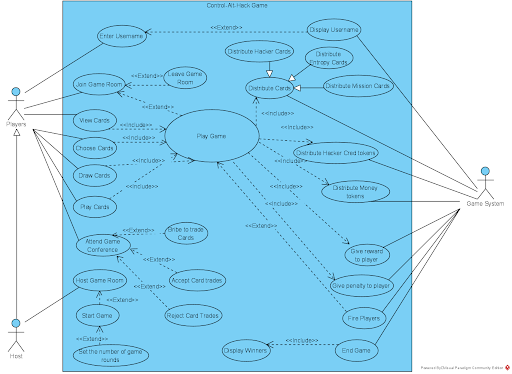 Control-Alt-Hack Game
Enter Username
<<Extend>>
Display Username
Distribute Hacker Cards
Distribute
Entropy Cards
Join Game Room
<<Extend>>
Leave Game
Room
Distribute Cards
Distribute Mission Cards
<<Extend>>
<<Include>>
View Cards
<<Include>>
Play Game
<<Include>>
Choose Cards
<<Include>>
Players
Distribute Hacker Cred tokens
<<Include>>
<<Include>>
Draw Cards
<<Include>>
Distribute Money
tokens
<<Include>>
Game System
Play Cards
<<Include>>
<<Include>>
<<Extend>>
Bribe to trade
Cards
Attend Game
Conference
<<Extend>>
Give reward
to player
Host Game Room
<<Extend>>
Accept Card trades
Give penalty to player
<<Extend>>
Start Game
Reject Card Trades
Fire Players
<<Extend>>
Host
Set the number of game
rounds
Display Winners
<<Include>>
End Game
Powered By Visual Paradigm Community Edition